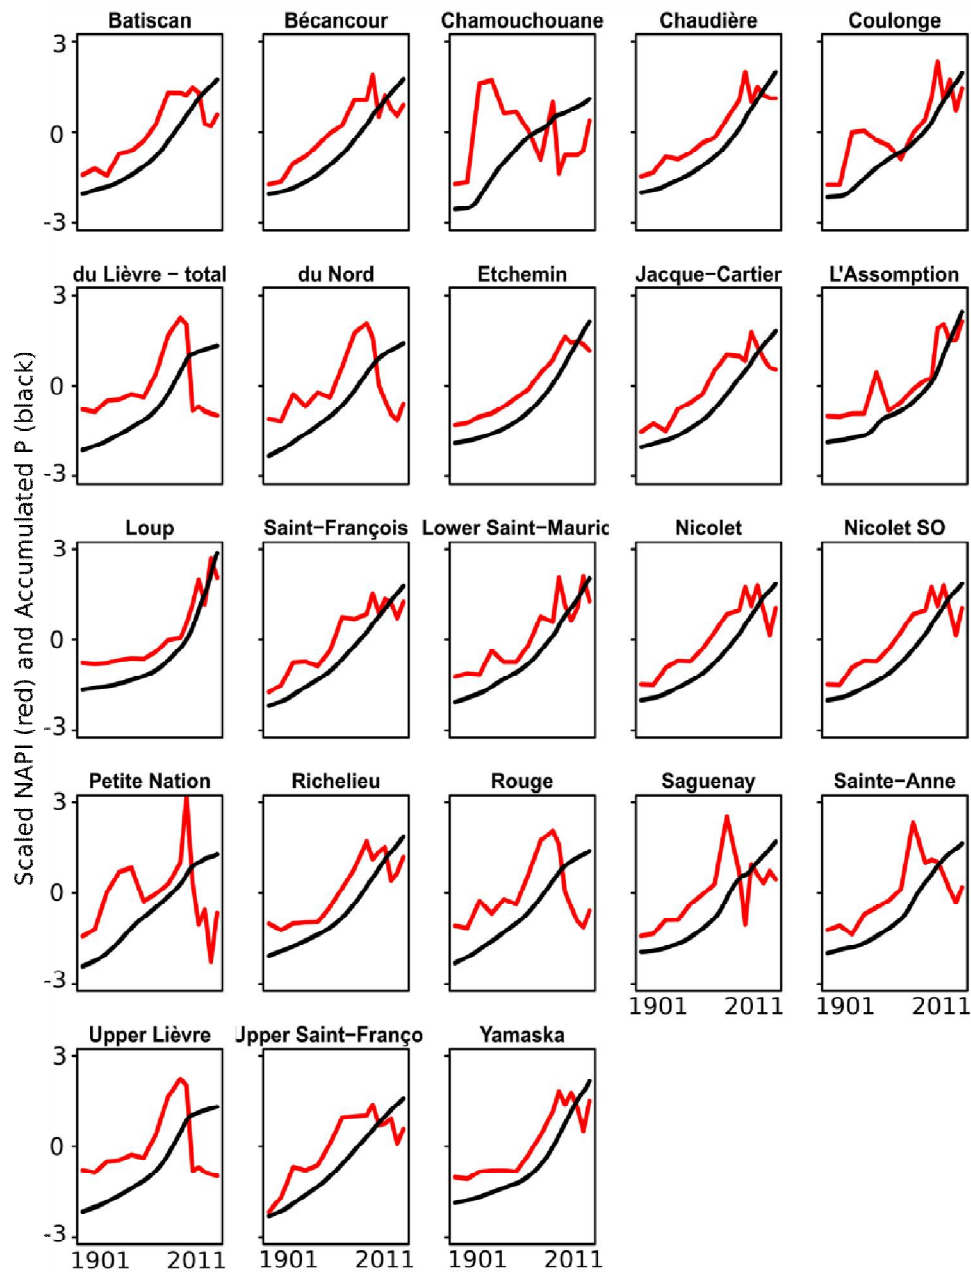 Batiscan Bécancour Chamouchouane Chaudière Coulonge
3
0
-3
du Lièvre − total du Nord Etchemin Jacque−Cartier L'Assomption
3
0
-3
Scaled NAPI (red) and Accumulated P (black)
Loup Saint−François Lower Saint−Mauric Nicolet Nicolet SO
3
0
-3
Petite Nation Richelieu Rouge Saguenay Sainte−Anne
3
0
-3
1901 2011 1901 2011
Upper Lièvre Upper Saint−Franço Yamaska
3
0
-3
1901 2011 1901 2011 1901 2011